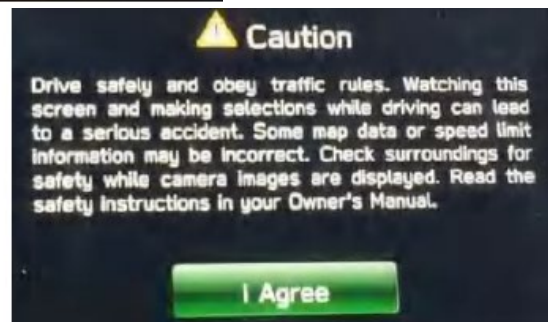 Caution
Drive safely and obey traffic rules. Watching this
screen and making selections while driving can lead
to a serious accident. Some map data or speed limit
information may be incorrect. Check surroundings for
safety while camera images are displayed. Read the
safety instructions in your Owner's Manual.
I Agree